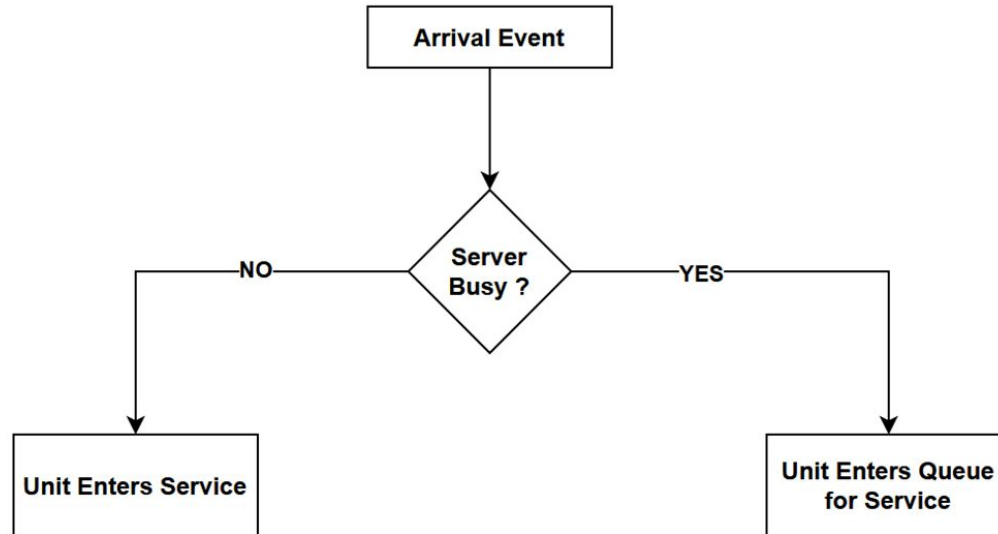 Arrival Event
Server
Busy ?
NO
YES
Unit Enters Service
Unit Enters Queue
for Service